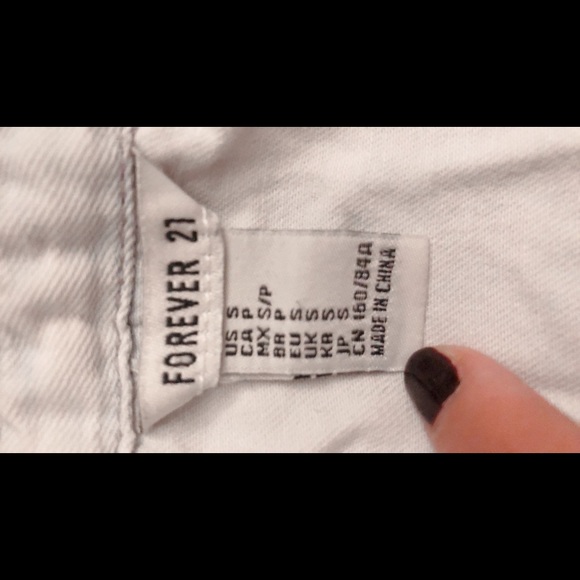 FOREVER 21
US S
CA P
MX S/P
BR P
EU S
UK S
KR S
JP S
CN 160/84A
MADE IN CHINA